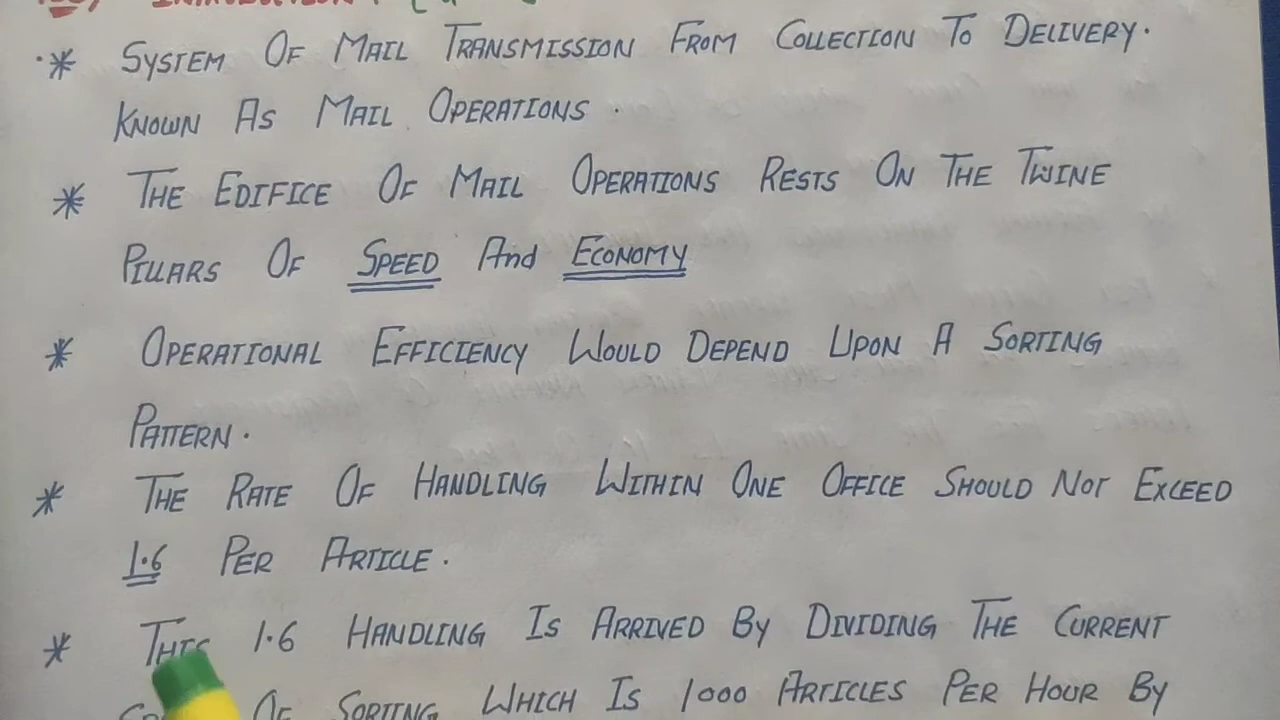 INTRODUCTION:
* SYSTEM OF MAIL TRANSMISSION FROM COLLECTION TO DELIVERY.
KNOWN AS MAIL OPERATIONS.
* THE EDIFICE OF MAIL OPERATIONS RESTS ON THE TWINE
PILLARS OF SPEED And ECONOMY
* OPERATIONAL EFFICIENCY WOULD DEPEND UPON A SORTING
PATTERN.
* THE RATE OF HANDLING WITHIN ONE OFFICE SHOULD NOT EXCEED
1.6 PER ARTICLE.
* THIS 1.6 HANDLING IS ARRIVED BY DIVIDING THE CURRENT
OF SORTING WHICH IS 1000 ARTICLES PER HOUR BY